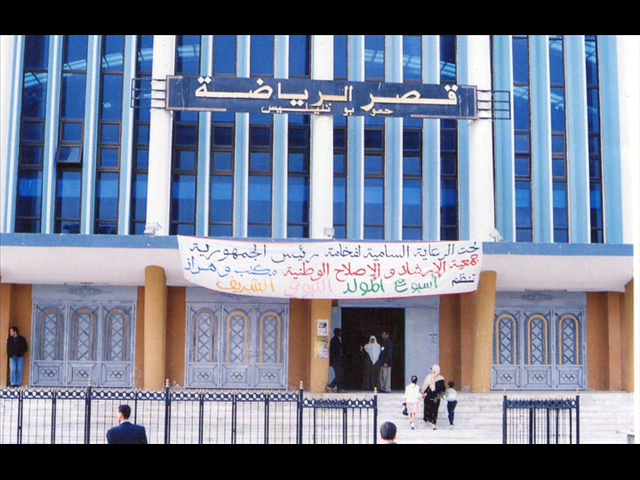 قصر الرياضة
حمو بوتليليس
تحت الرعاية السامية لفخامة رئيس الجمهورية
جمعية الإرشاد و الإصلاح الوطنية مكتب وهران
تنظم أسبوع المولد النبوي الشريف